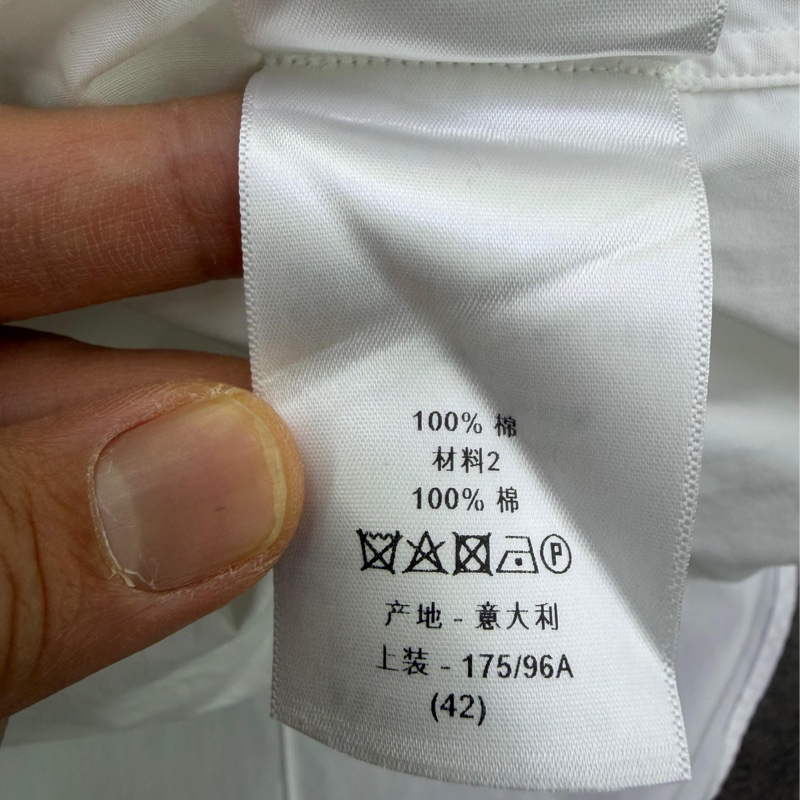 100% 棉
材料2
100% 棉
P
产地 - 意大利
上装 - 175/96A
(42)